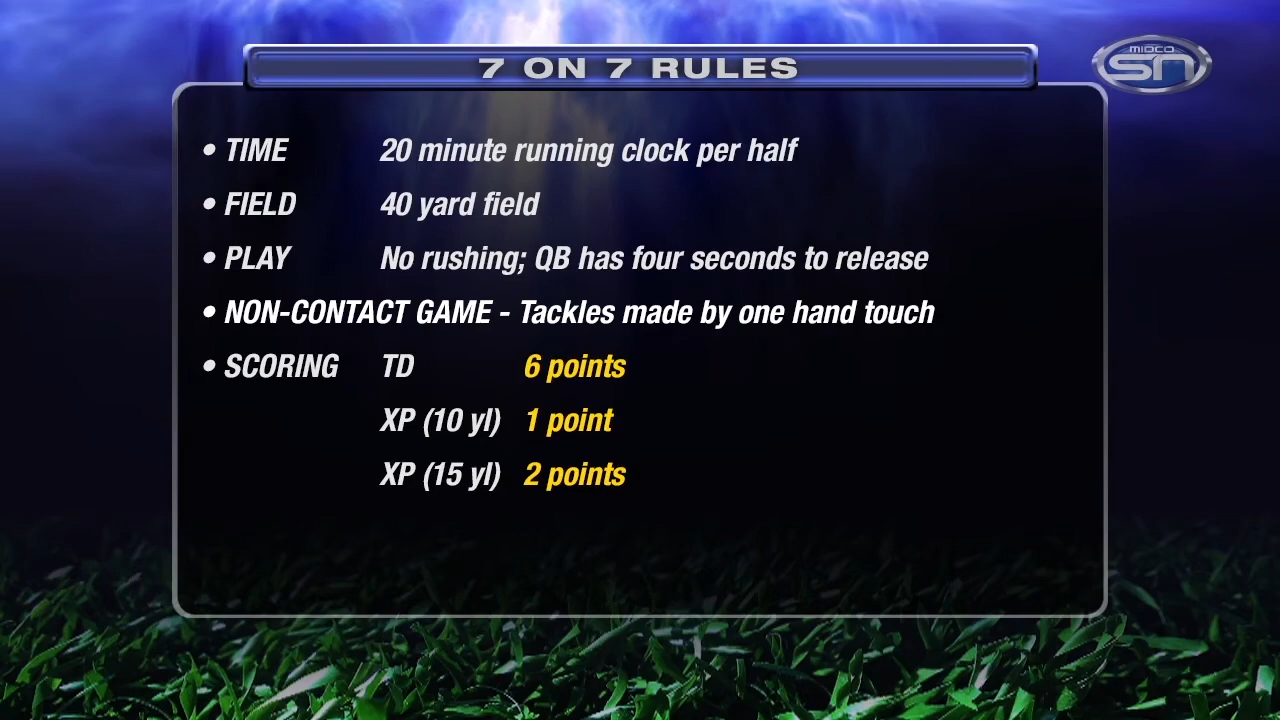 7 ON 7 RULES
MIDCO
SN
• TIME 20 minute running clock per half
• FIELD 40 yard field
• PLAY No rushing; QB has four seconds to release
• NON-CONTACT GAME - Tackles made by one hand touch
• SCORING TD 6 points
XP (10 yl) 1 point
XP (15 yl) 2 points